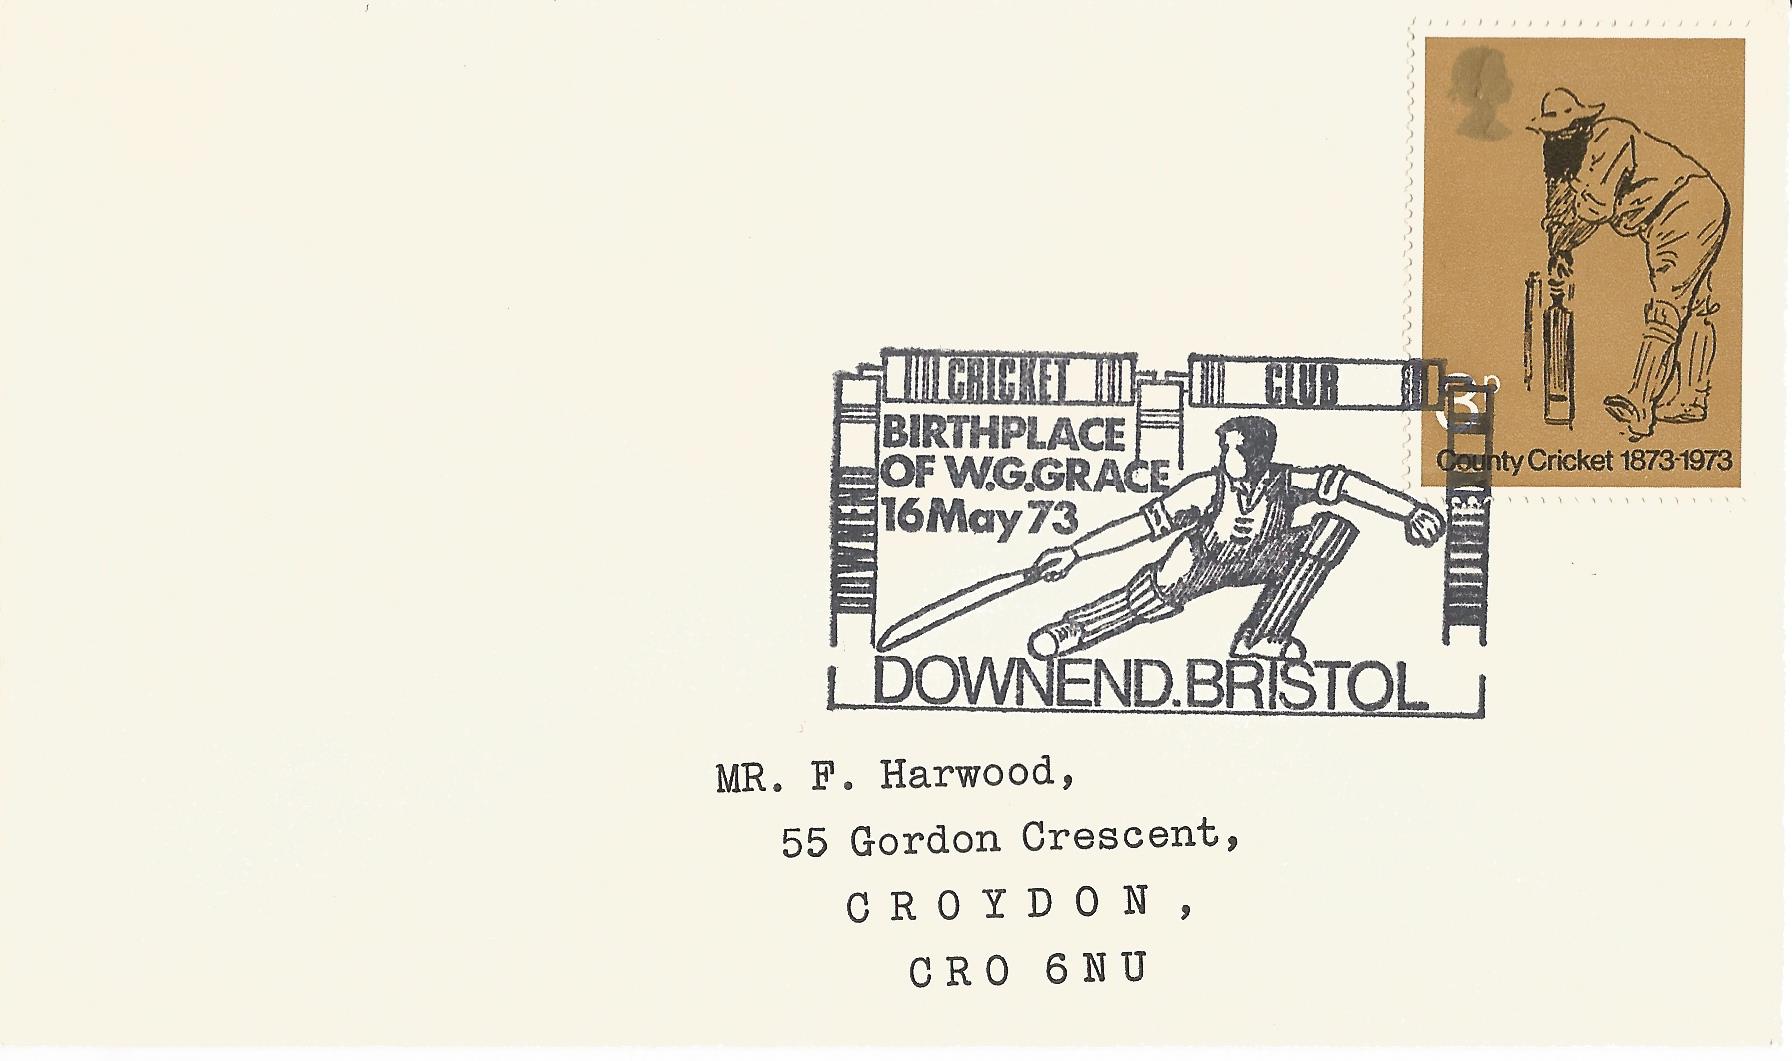 3p
County Cricket 1873-1973
CRICKET CLUB
DOWNEND
BIRTHPLACE
OF W.G.GRACE
16 May 73
DOWNEND.BRISTOL
MR. F. Harwood,
55 Gordon Crescent,
CROYDON,
CRO 6NU